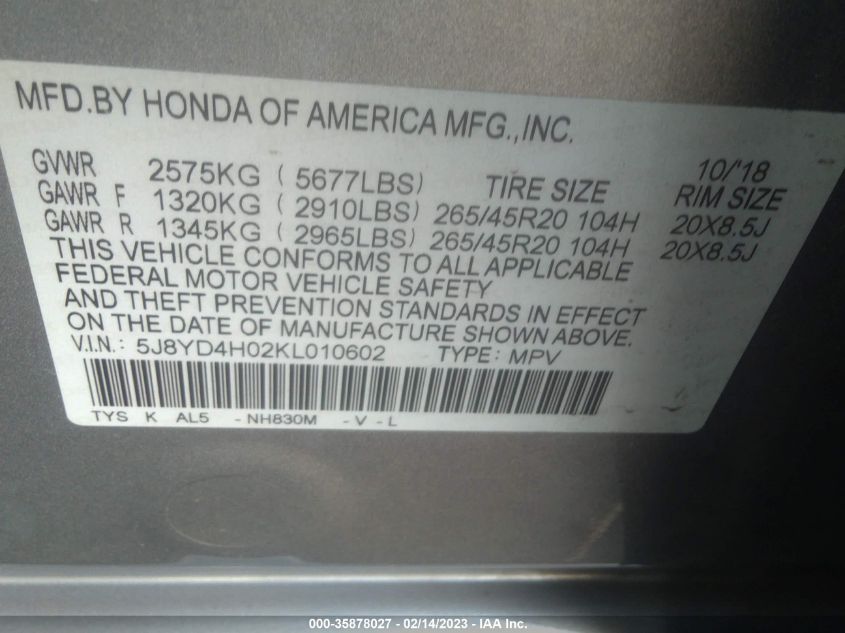 MFD.BY HONDA OF AMERICA MFG.,INC.
10/'18
GVWR 2575KG ( 5677LBS) TIRE SIZE RIM SIZE
GAWR F 1320KG ( 2910LBS) 265/45R20 104H 20X8.5J
GAWR R 1345KG ( 2965LBS) 265/45R20 104H 20X8.5J
THIS VEHICLE CONFORMS TO ALL APPLICABLE
FEDERAL MOTOR VEHICLE SAFETY
AND THEFT PREVENTION STANDARDS IN EFFECT
ON THE DATE OF MANUFACTURE SHOWN ABOVE.
V.I.N.: 5J8YD4H02KL010602 TYPE: MPV
TYS K AL5 - NH830M - V - L
000-35878027 - 02/14/2023 - IAA Inc.